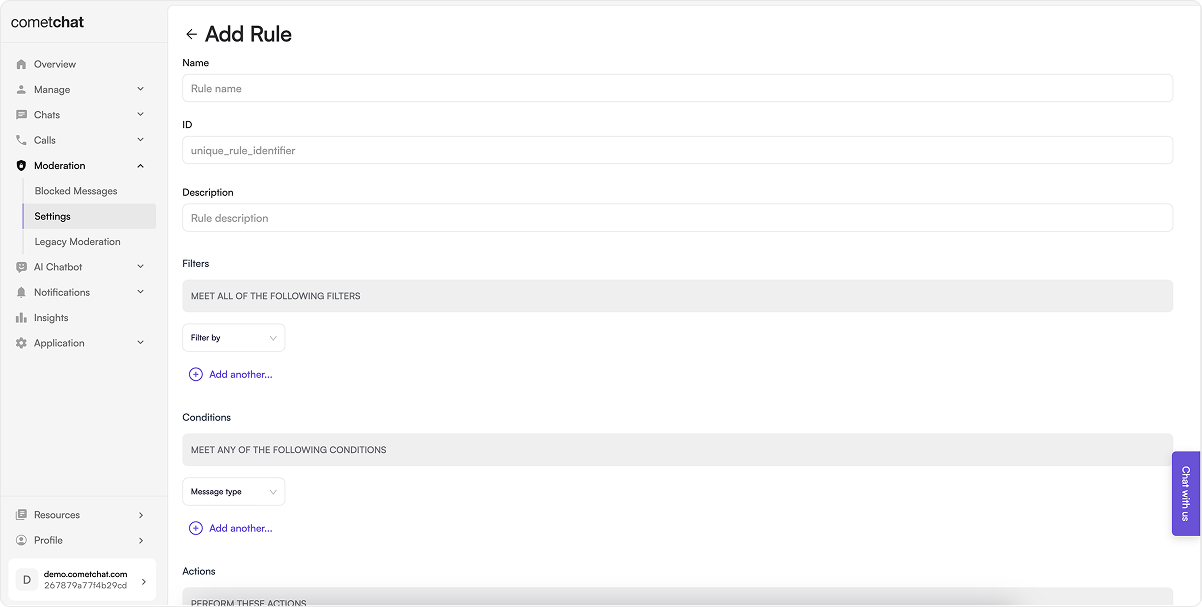 cometchat
Overview
Manage
Chats
Calls
Moderation
Blocked Messages
Settings
Legacy Moderation
AI Chatbot
Notifications
Insights
Application
Resources
Profile
D
demo.cometchat.com
267879a77f4b29cd
Add Rule
Name
Rule name
ID
unique_rule_identifier
Description
Rule description
Filters
MEET ALL OF THE FOLLOWING FILTERS
Filter by
Add another...
Conditions
MEET ANY OF THE FOLLOWING CONDITIONS
Message type
Add another...
Actions
PERFORM THESE ACTIONS
Chat with us